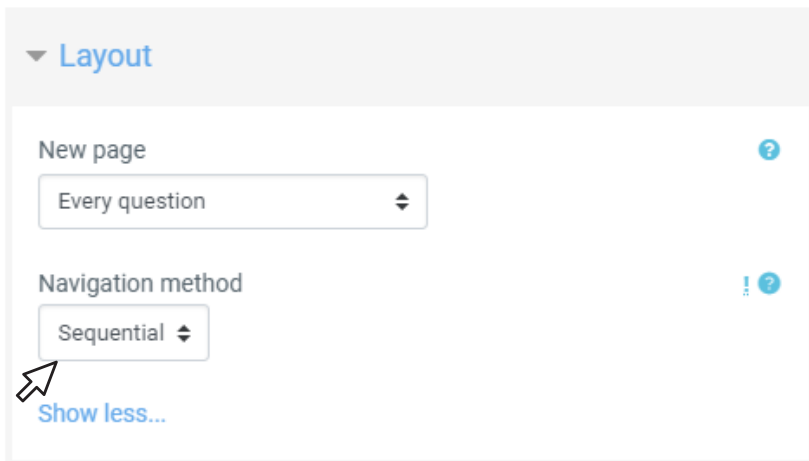 Layout
New page
?
Every question
Navigation method
! ?
Sequential
Show less...